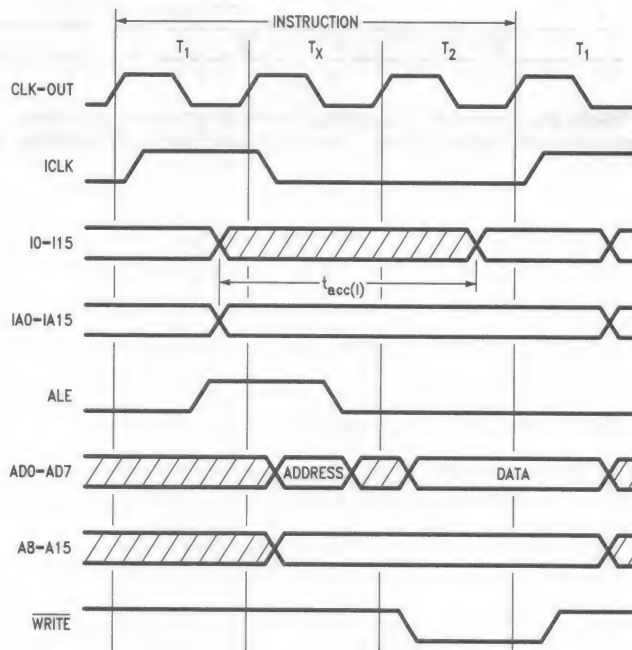 INSTRUCTION
T1 TX T2 T1
CLK-OUT
ICLK
I0-I15
tacc(I)
IA0-IA15
ALE
AD0-AD7 ADDRESS DATA
A8-A15
WRITE